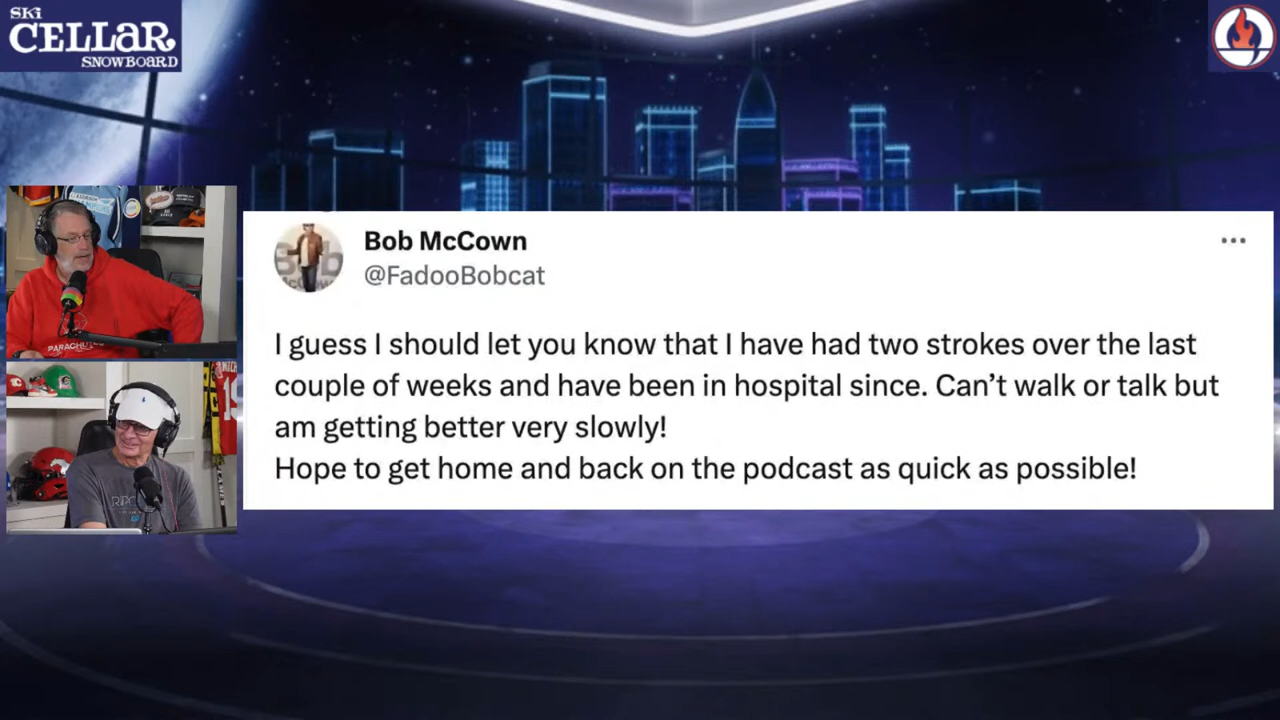 SKi
CELLaR
SNOWBOARD
Bob McCown
@FadooBobcat
I guess I should let you know that I have had two strokes over the last
couple of weeks and have been in hospital since. Can’t walk or talk but
am getting better very slowly!
Hope to get home and back on the podcast as quick as possible!